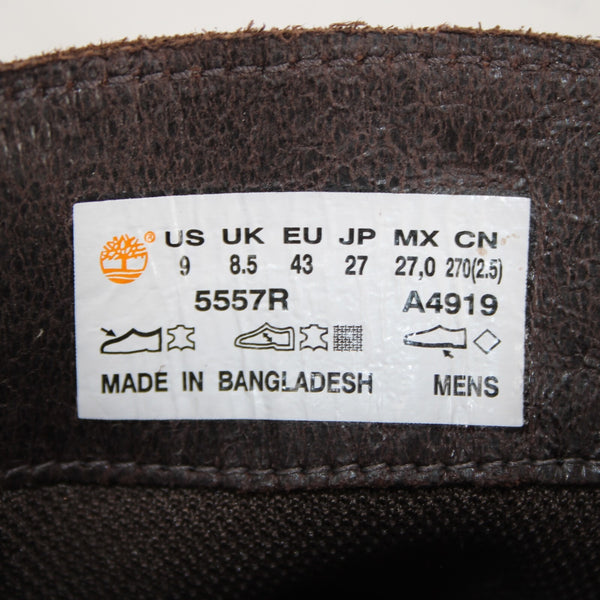 ® US UK EU JP MX CN
9 8.5 43 27 27,0 270(2.5)
5557R A4919
MADE IN BANGLADESH MENS